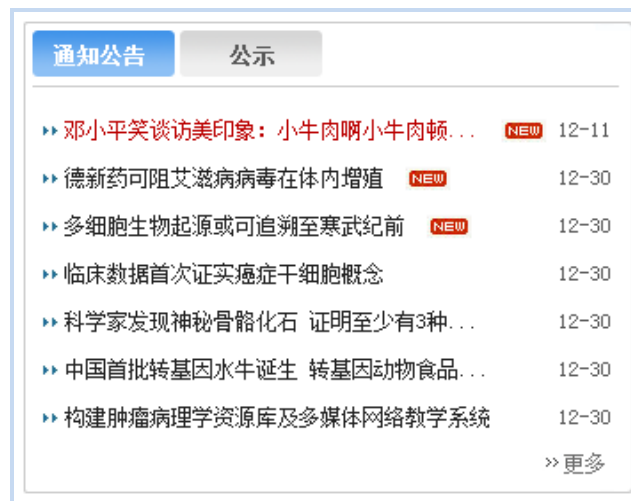 通知公告 公示
邓小平笑谈访美印象：小牛肉啊小牛肉顿... NEW 12-11
德新药可阻艾滋病病毒在体内增殖 NEW 12-30
多细胞生物起源或可追溯至寒武纪前 NEW 12-30
临床数据首次证实癌症干细胞概念 12-30
科学家发现神秘骨骼化石 证明至少有3种... 12-30
中国首批转基因水牛诞生 转基因动物食品... 12-30
构建肿瘤病理学资源库及多媒体网络教学系统 12-30
»更多